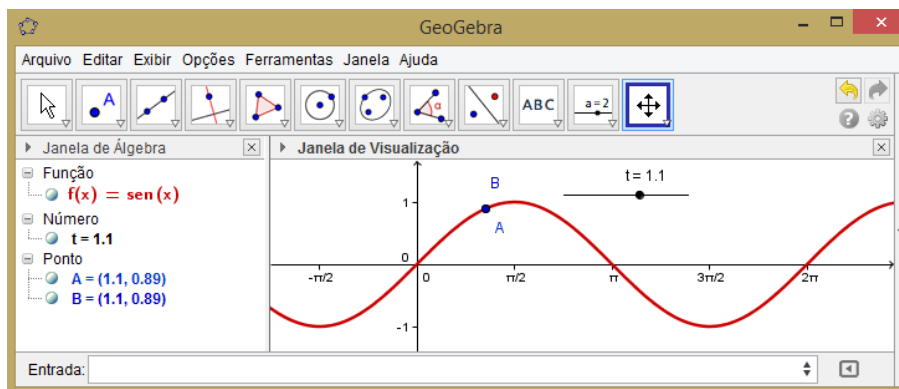 GeoGebra
Arquivo Editar Exibir Opções Ferramentas Janela Ajuda
A
α
ABC
a=2
Janela de Álgebra
Função
f(x) = sen(x)
Número
t = 1.1
Ponto
A = (1.1, 0.89)
B = (1.1, 0.89)
Janela de Visualização
t = 1.1
B
A
1
0
-1
-π/2
0
π/2
π
3π/2
2π
Entrada: